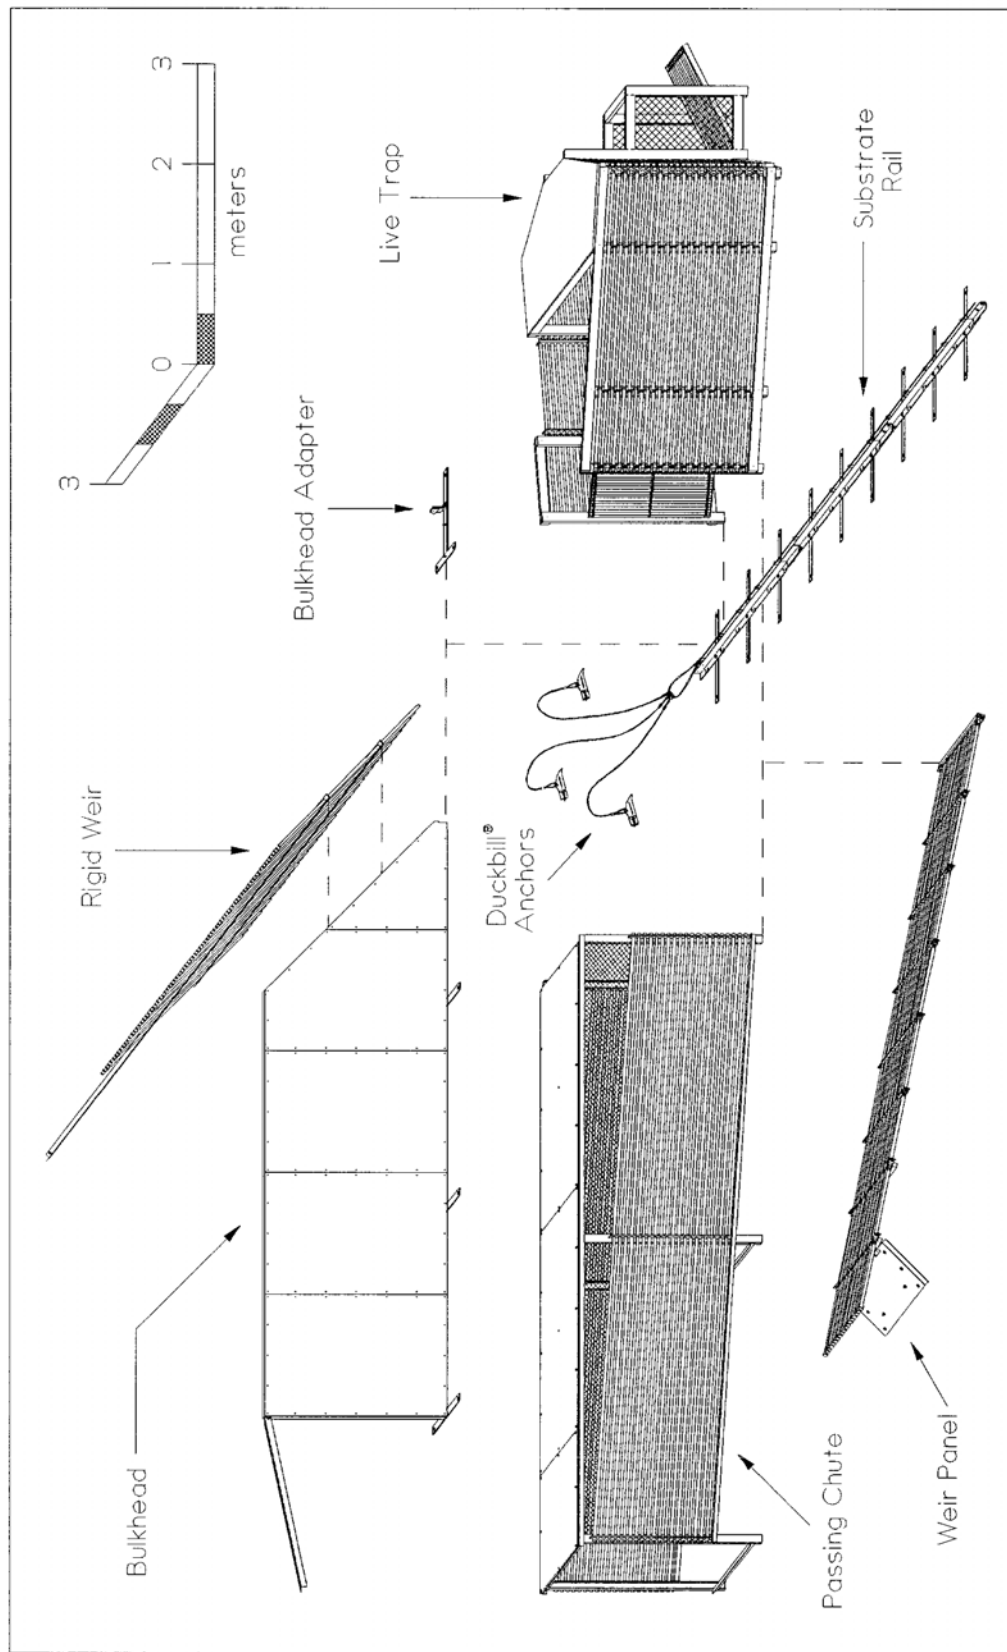 Bulkhead
Rigid Weir
Bulkhead Adapter
3
0
1
2
3
meters
Live Trap
Duckbill®
Anchors
Substrate
Rail
Passing Chute
Weir Panel